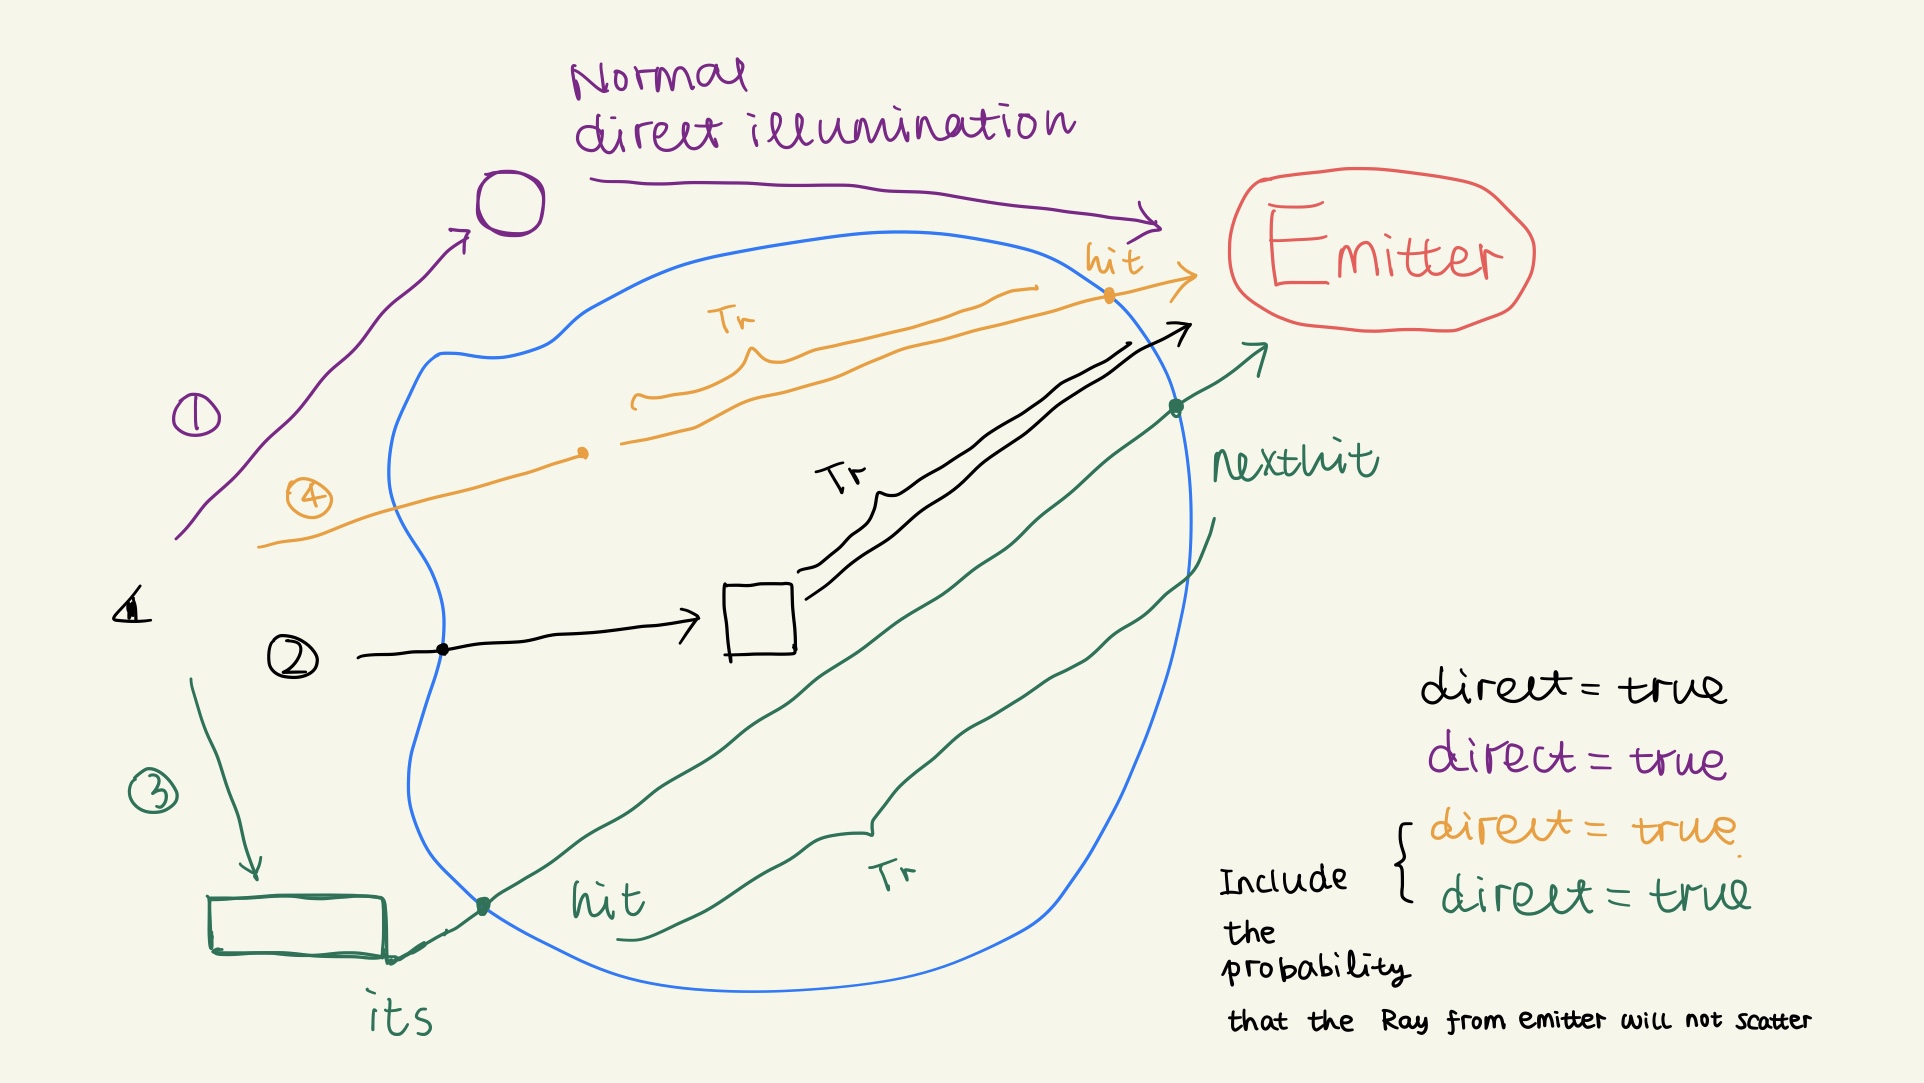 Normal
direct illumination
Emitter
hit
Tr
①
④
Tr
nexthit
②
③
Tr
hit
its
direct = true
direct = true
direct = true
direct = true
Include
the
probability
that the Ray from emitter will not scatter